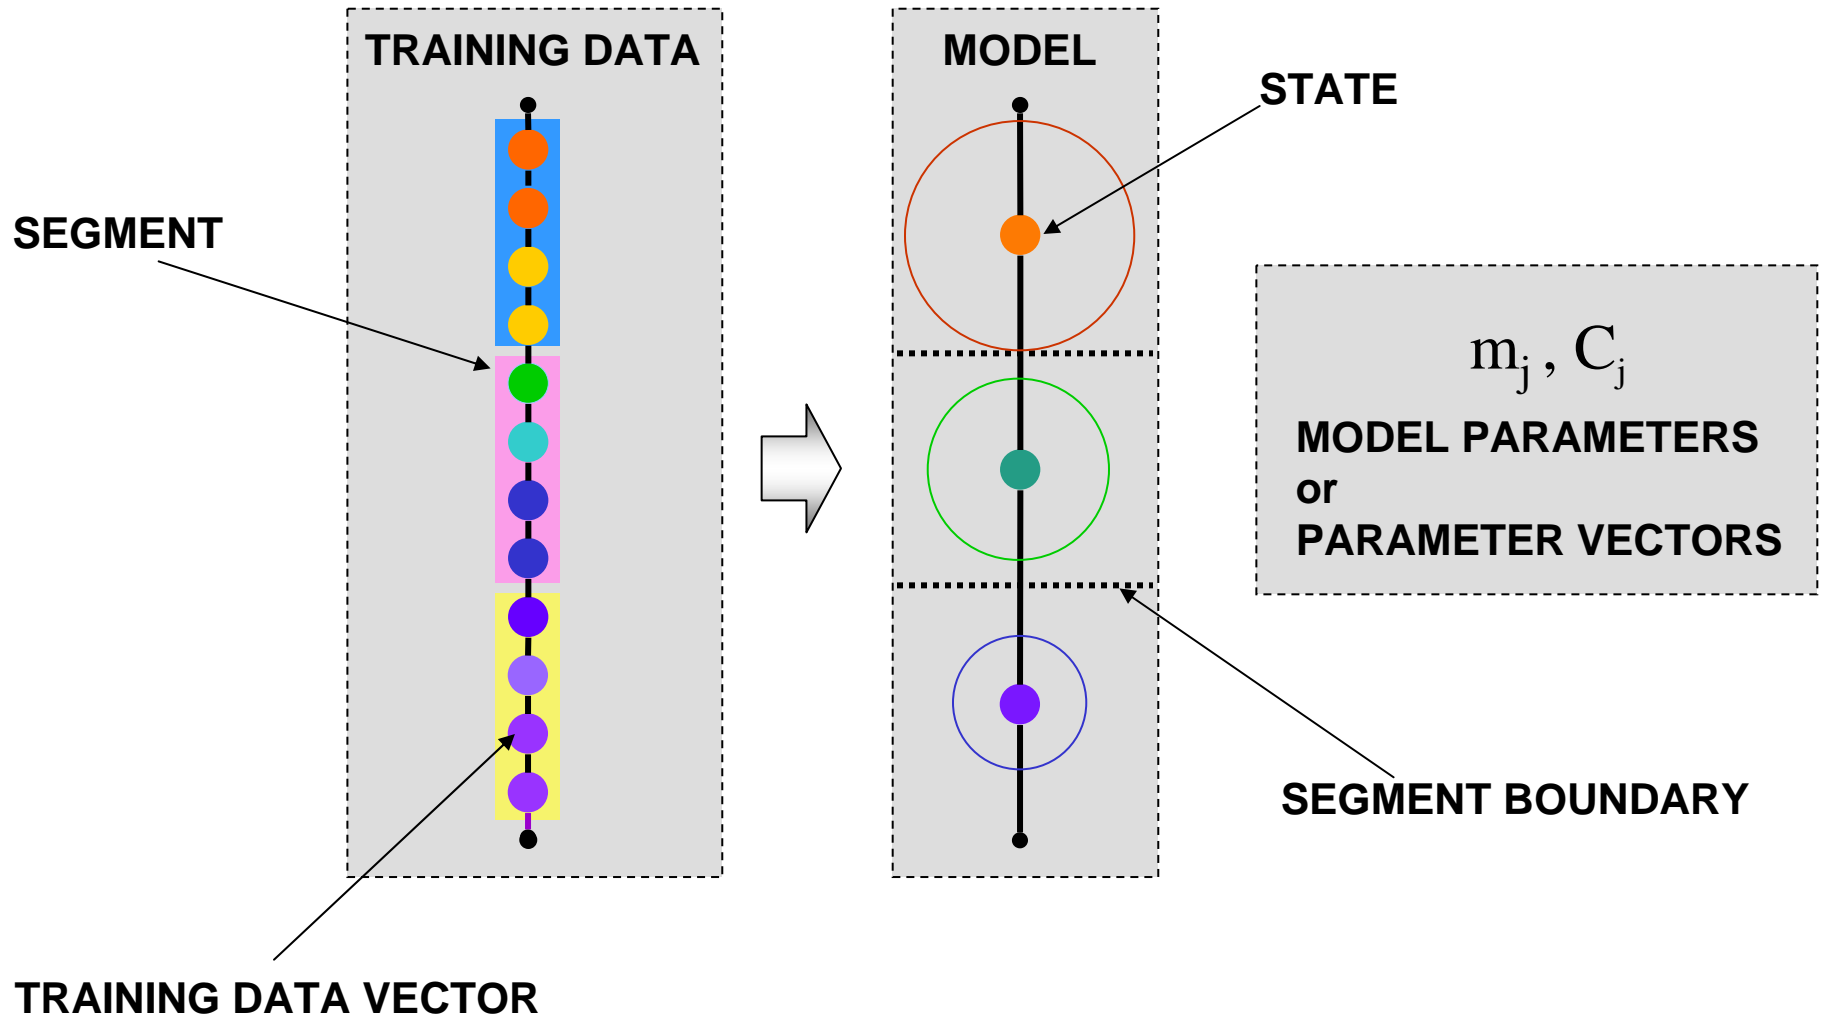 TRAINING DATA
MODEL
STATE
SEGMENT
mj , Cj
MODEL PARAMETERS
or
PARAMETER VECTORS
SEGMENT BOUNDARY
TRAINING DATA VECTOR